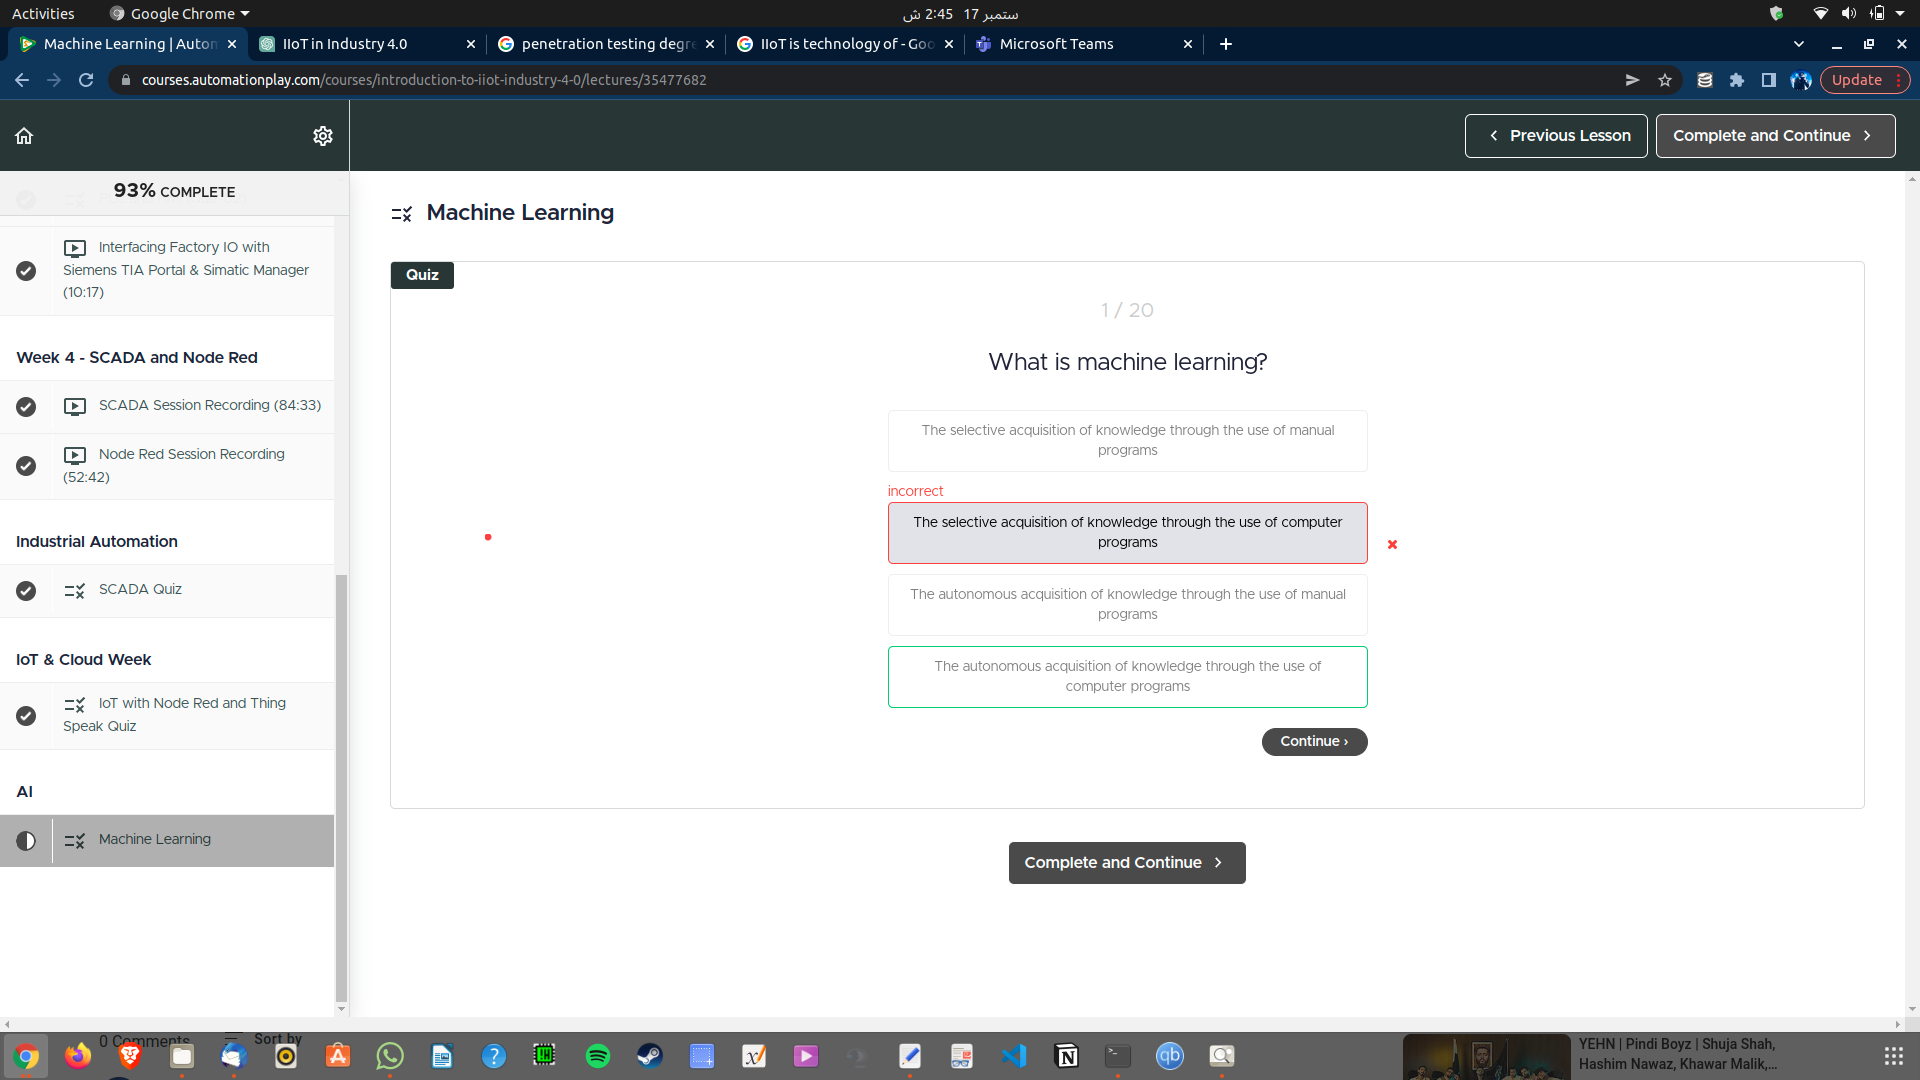 Activities
Google Chrome
ستمبر 17  2:45 ش
Machine Learning | Autom
IIoT in Industry 4.0
penetration testing degre
IIoT is technology of - Goo
Microsoft Teams
courses.automationplay.com/courses/introduction-to-iiot-industry-4-0/lectures/35477682
Update
Previous Lesson
Complete and Continue
93% COMPLETE
Interfacing Factory IO with
Siemens TIA Portal & Simatic Manager
(10:17)
Week 4 - SCADA and Node Red
SCADA Session Recording (84:33)
Node Red Session Recording
(52:42)
Industrial Automation
SCADA Quiz
IoT & Cloud Week
IoT with Node Red and Thing
Speak Quiz
AI
Machine Learning
Machine Learning
Quiz
1 / 20
What is machine learning?
The selective acquisition of knowledge through the use of manual
programs
incorrect
The selective acquisition of knowledge through the use of computer
programs
The autonomous acquisition of knowledge through the use of manual
programs
The autonomous acquisition of knowledge through the use of
computer programs
Continue ›
Complete and Continue
0 Comments
Sort by
YEHN | Pindi Boyz | Shuja Shah,
Hashim Nawaz, Khawar Malik,...